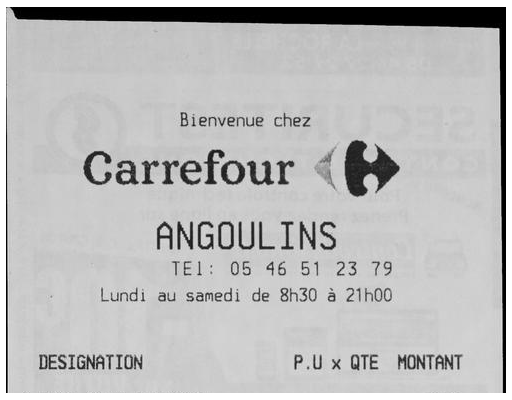 Bienvenue chez
Carrefour
ANGOULINS
TEl: 05 46 51 23 79
Lundi au samedi de 8h30 à 21h00
DESIGNATION P.U x QTE MONTANT